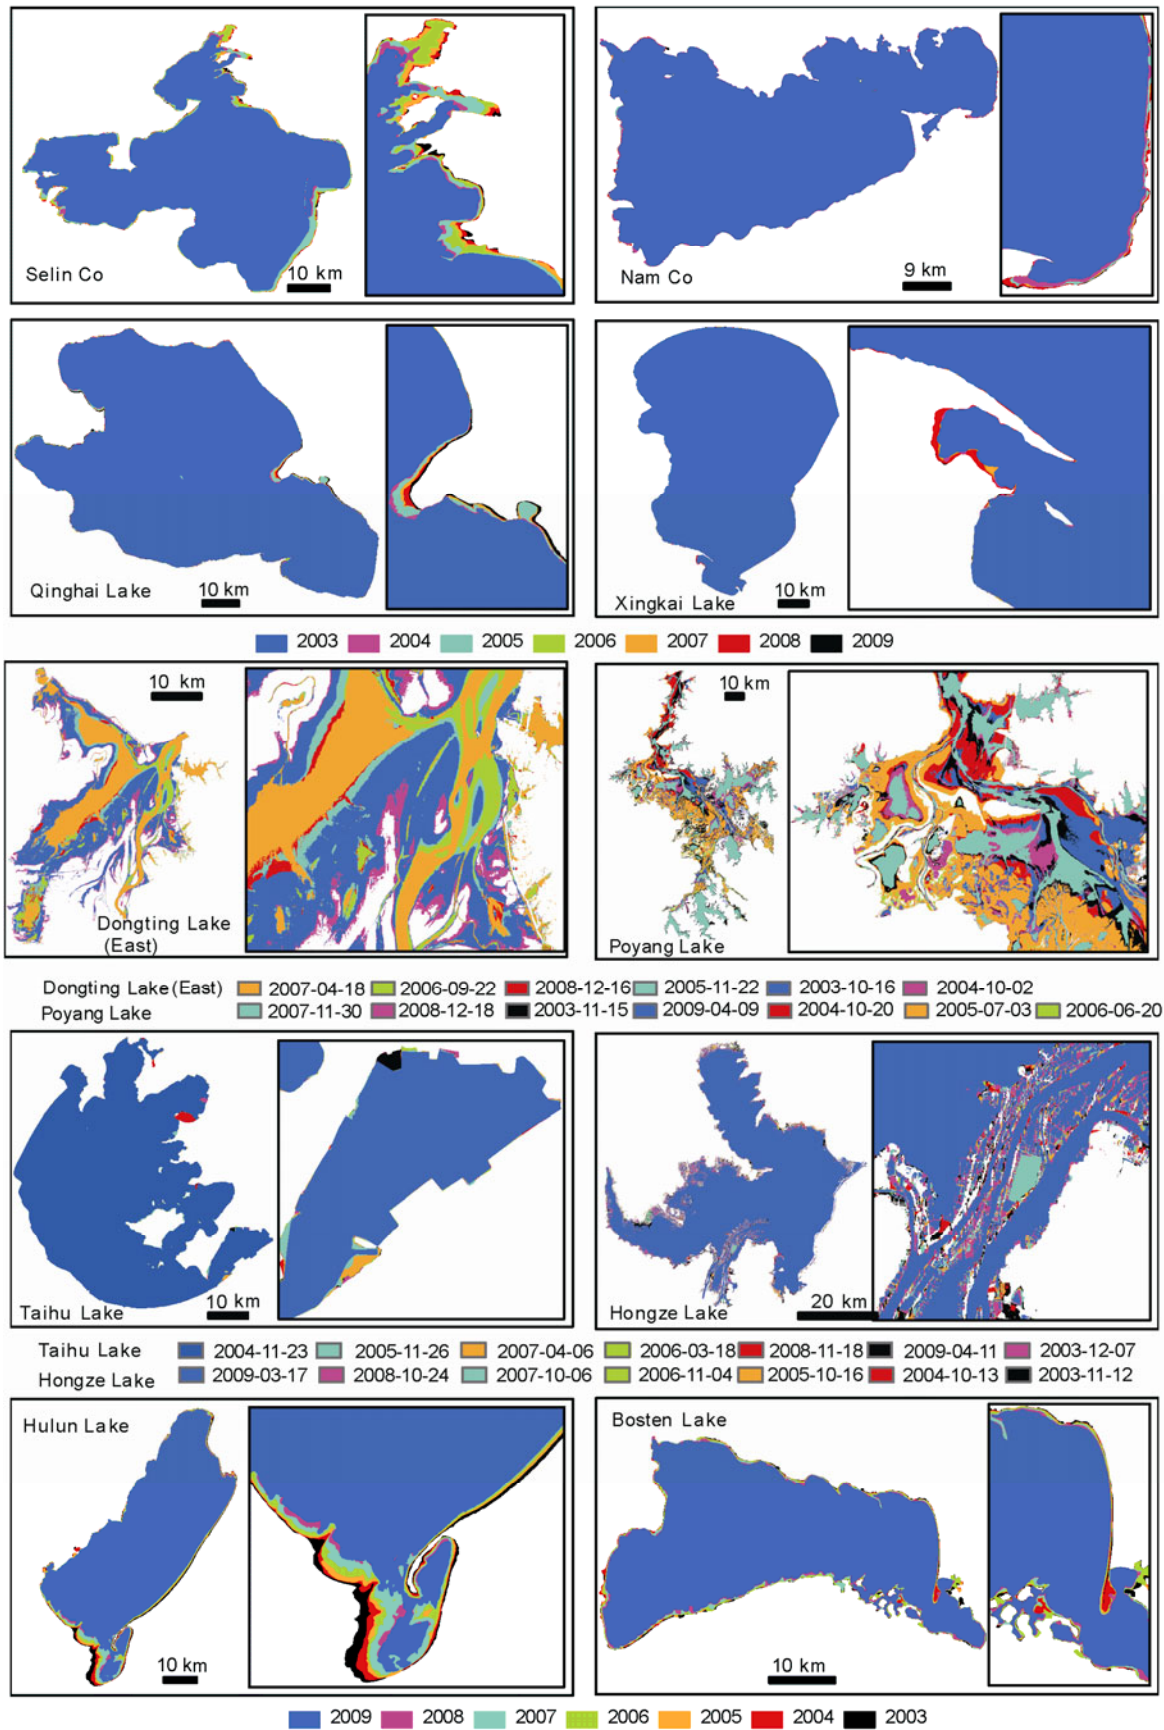 Selin Co
10 km
Nam Co
9 km
Qinghai Lake
10 km
Xingkai Lake
10 km
2003 2004 2005 2006 2007 2008 2009
10 km
Dongting Lake
(East)
10 km
Poyang Lake
Dongting Lake (East) 2007-04-18 2006-09-22 2008-12-16 2005-11-22 2003-10-16 2004-10-02
Poyang Lake 2007-11-30 2008-12-18 2003-11-15 2009-04-09 2004-10-20 2005-07-03 2006-06-20
Taihu Lake
10 km
Hongze Lake
20 km
Taihu Lake 2004-11-23 2005-11-26 2007-04-06 2006-03-18 2008-11-18 2009-04-11 2003-12-07
Hongze Lake 2009-03-17 2008-10-24 2007-10-06 2006-11-04 2005-10-16 2004-10-13 2003-11-12
Hulun Lake
10 km
Bosten Lake
10 km
2009 2008 2007 2006 2005 2004 2003